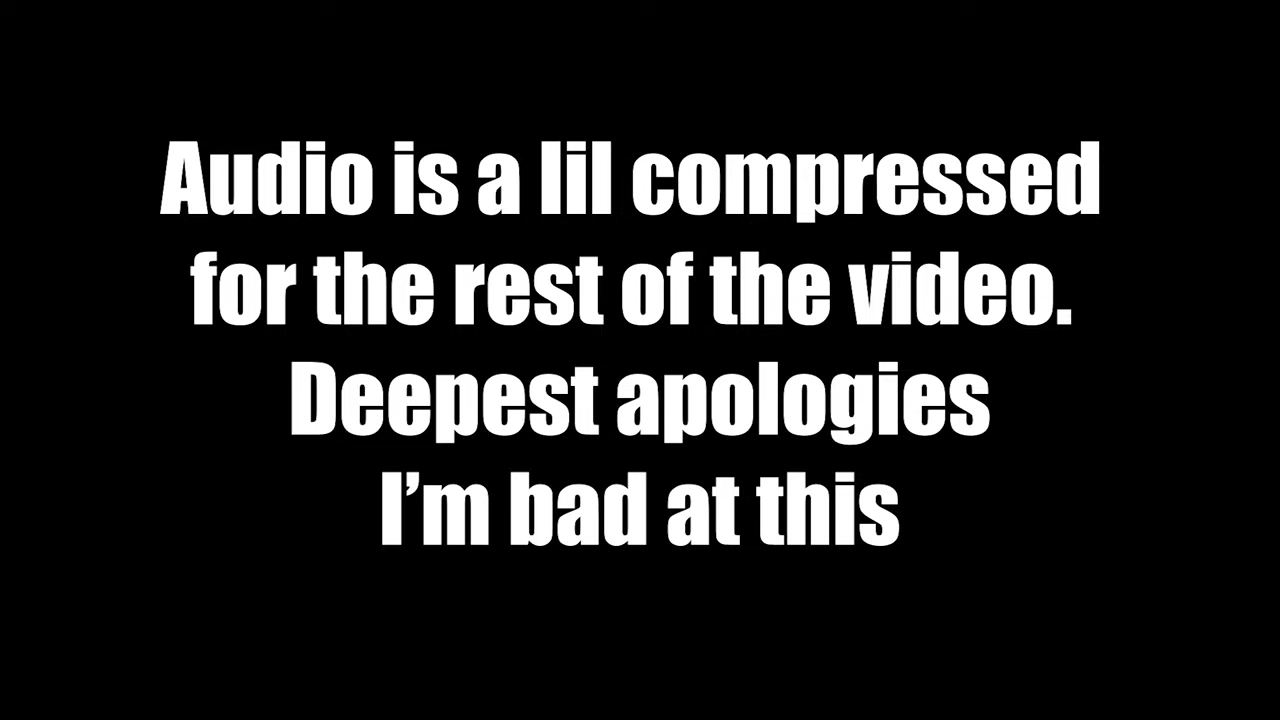 Audio is a lil compressed
for the rest of the video.
Deepest apologies
I’m bad at this